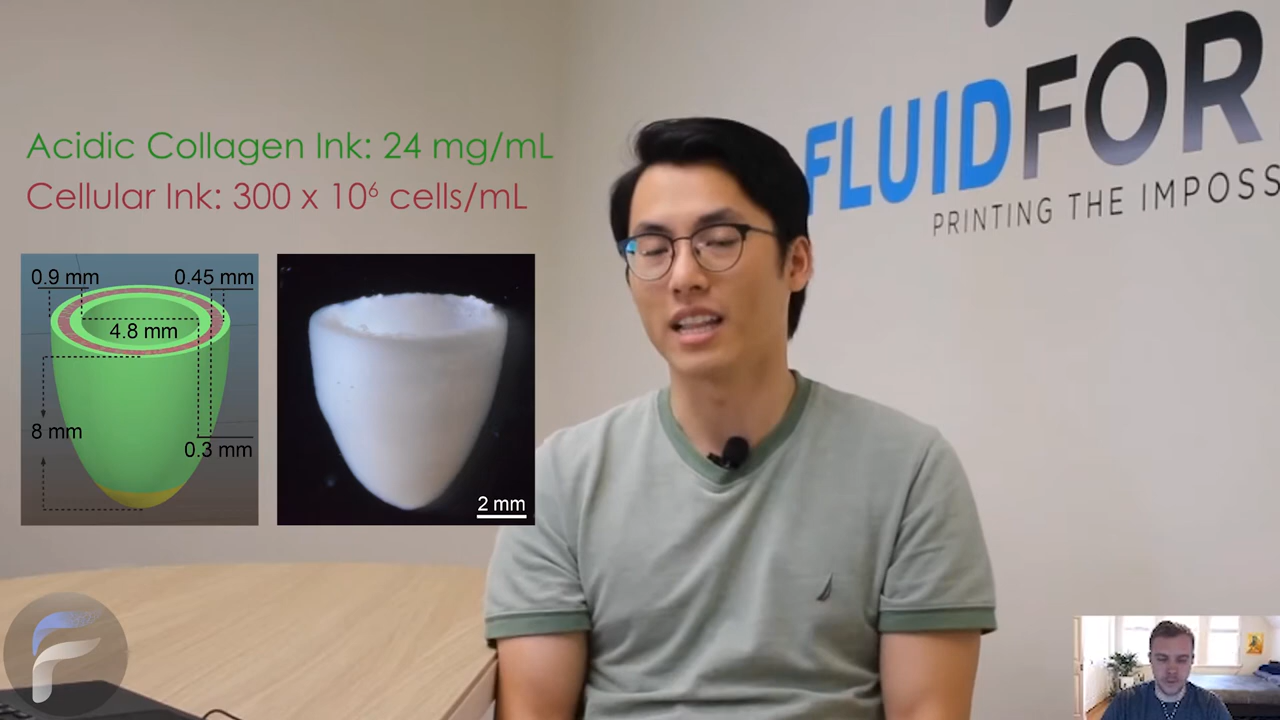 Acidic Collagen Ink: 24 mg/mL
Cellular Ink: 300 x 10⁶ cells/mL
0.9 mm
0.45 mm
4.8 mm
8 mm
0.3 mm
2 mm
FLUIDFOR
PRINTING THE IMPOSS